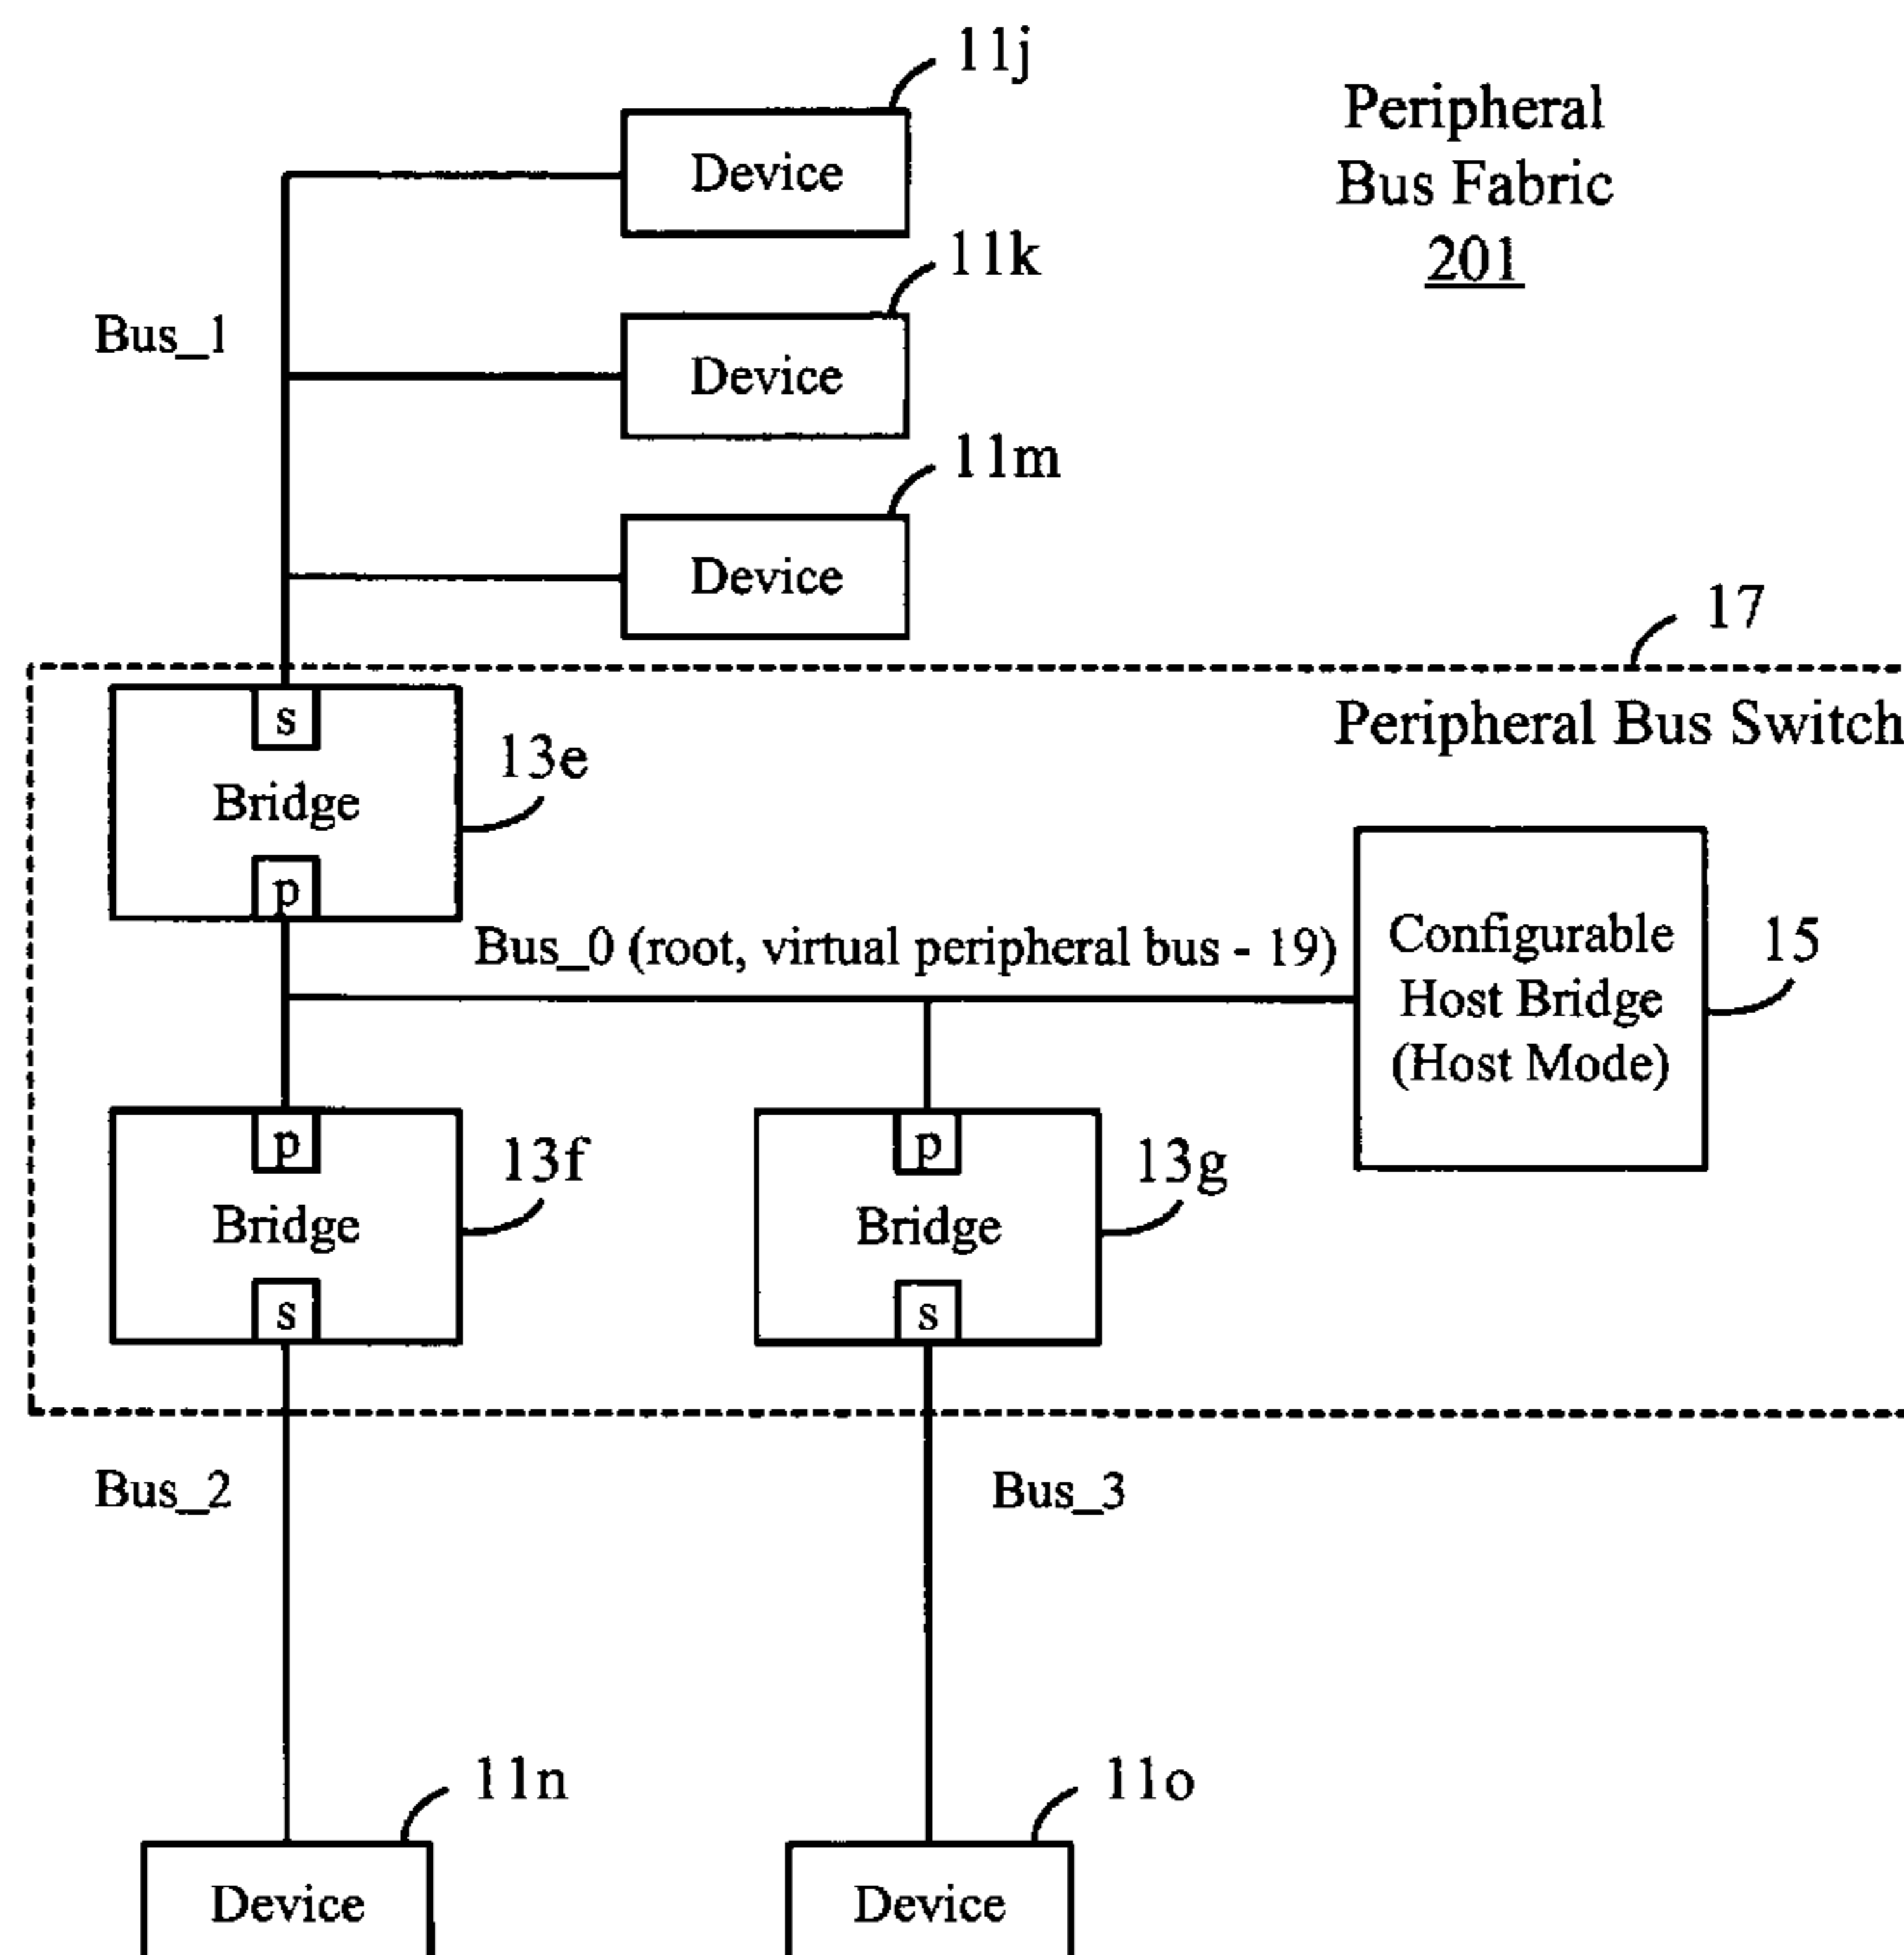 11j
Peripheral
Bus Fabric
201
Device
11k
Bus_1
Device
11m
Device
17
Peripheral Bus Switch
s
13e
Bridge
p
Bus_0 (root, virtual peripheral bus - 19)
Configurable
Host Bridge
(Host Mode)
15
p
13f
Bridge
s
p
13g
Bridge
s
Bus_2
Bus_3
11n
11o
Device
Device